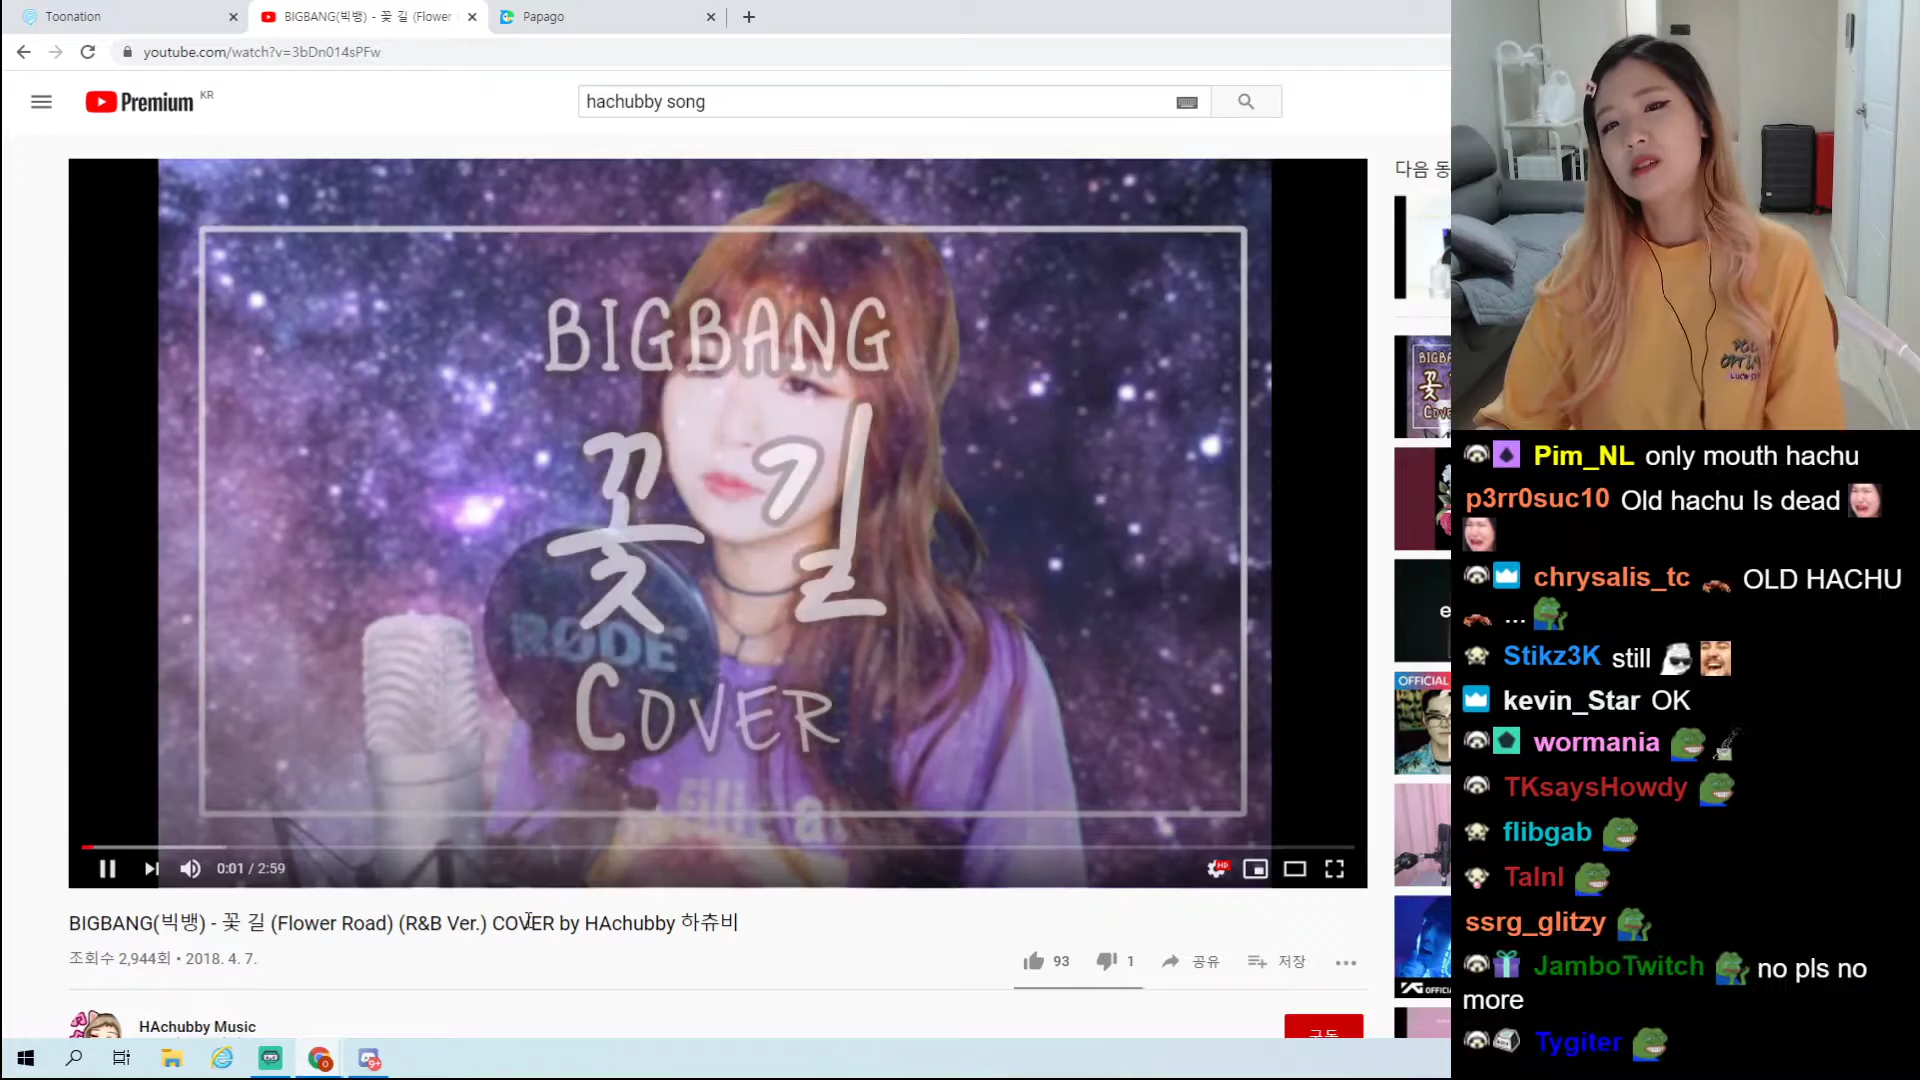 Toonation
BIGBANG(빅뱅) - 꽃 길 (Flower
Papago
youtube.com/watch?v=3bDn014sPFw
Premium KR
hachubby song
다음 동
BIGBANG
꽃길
COVER
RØDE
0:01 / 2:59
HD
BIGBANG(빅뱅) - 꽃 길 (Flower Road) (R&B Ver.) COVER by HAchubby 하츄비
조회수 2,944회 • 2018. 4. 7.
93
1
공유
저장
HAchubby Music
구독
OFFICIAL
Pim_NL only mouth hachu
p3rr0suc10 Old hachu Is dead
chrysalis_tc OLD HACHU
...
Stikz3K still
kevin_Star OK
wormania
TKsaysHowdy
flibgab
ssrg_glitzy
JamboTwitch no pls no
more
Tygiter